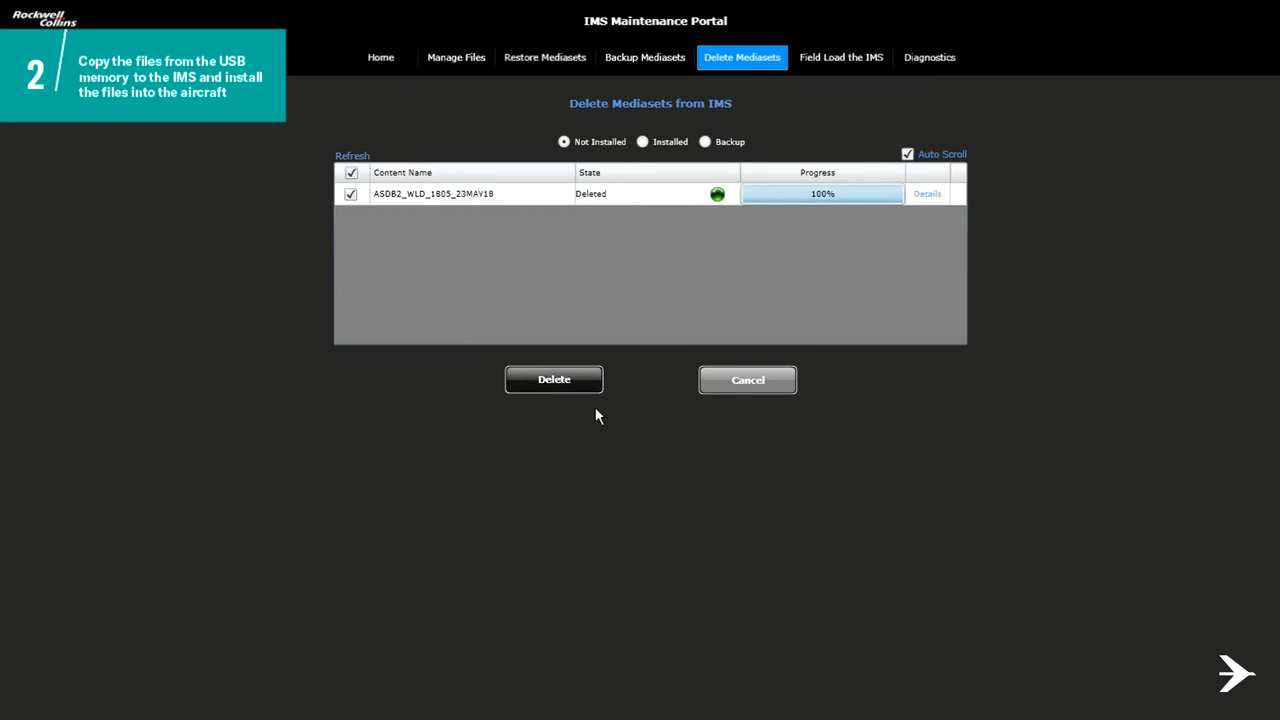 Rockwell
Collins
IMS Maintenance Portal
2
Copy the files from the USB
memory to the IMS and install
the files into the aircraft
Home
Manage Files
Restore Mediasets
Backup Mediasets
Delete Mediasets
Field Load the IMS
Diagnostics
Delete Mediasets from IMS
Not Installed
Installed
Backup
Refresh
Auto Scroll
Content Name
State
Progress
ASDB2_WLD_1805_23MAY18
Deleted
100%
Details
Delete
Cancel